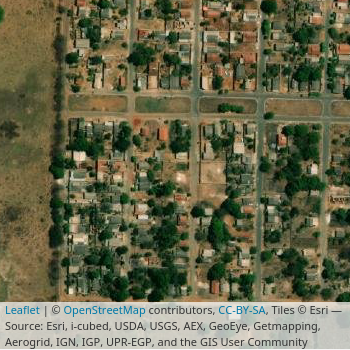 Leaflet | © OpenStreetMap contributors, CC-BY-SA, Tiles © Esri —
Source: Esri, i-cubed, USDA, USGS, AEX, GeoEye, Getmapping,
Aerogrid, IGN, IGP, UPR-EGP, and the GIS User Community